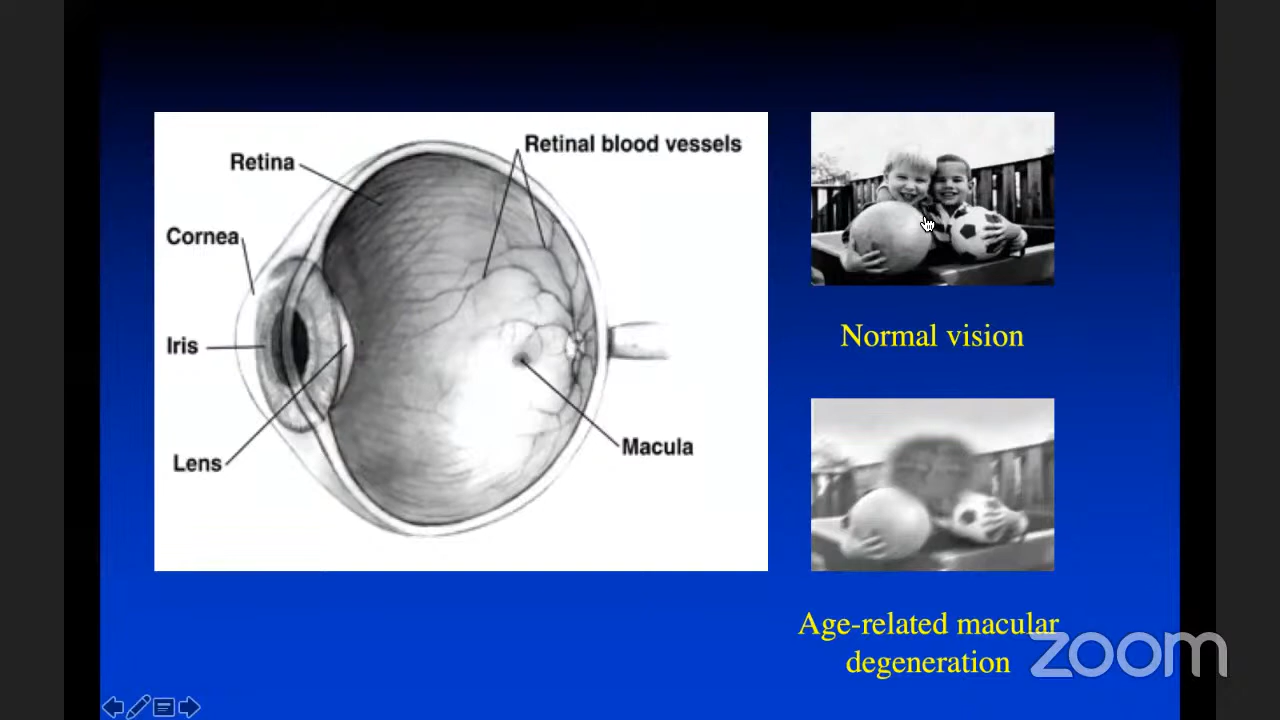 Retinal blood vessels
Retina
Cornea
Iris
Lens
Macula
Normal vision
Age-related macular
degeneration
zoom